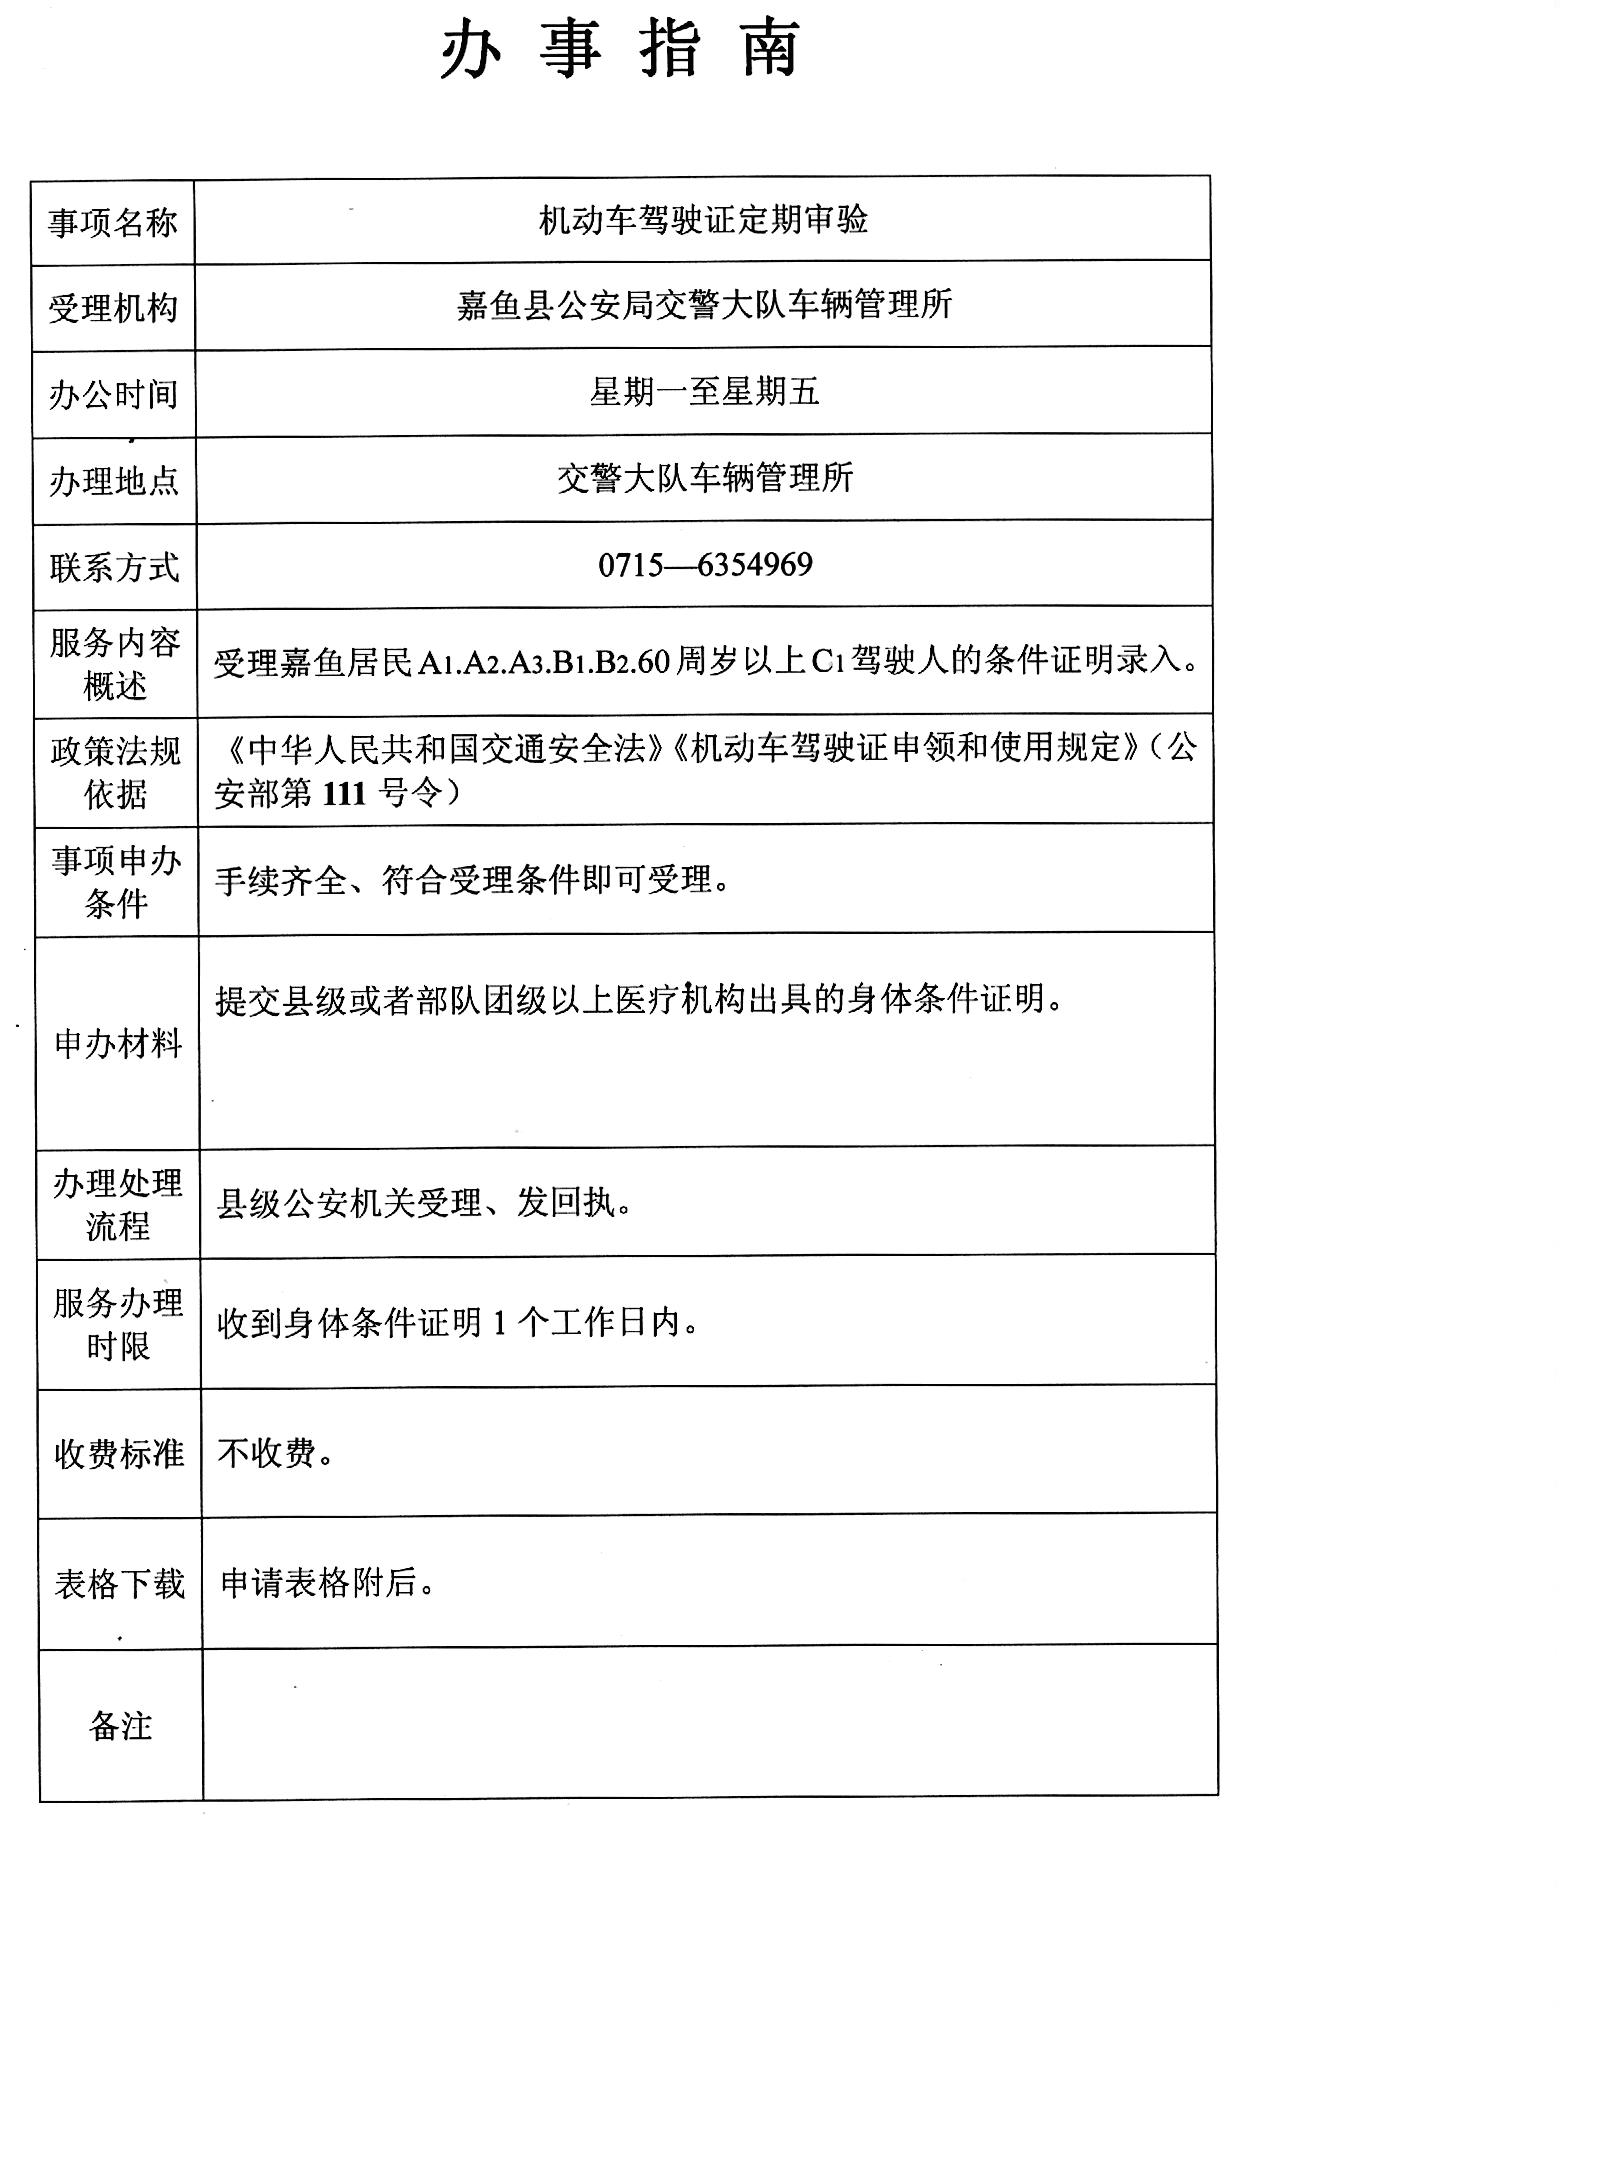 办事指南
事项名称
机动车驾驶证定期审验
受理机构
嘉鱼县公安局交警大队车辆管理所
办公时间
星期一至星期五
办理地点
交警大队车辆管理所
联系方式
0715—6354969
服务内容
概述
受理嘉鱼居民A1.A2.A3.B1.B2.60周岁以上C1驾驶人的条件证明录入。
政策法规
依据
《中华人民共和国交通安全法》《机动车驾驶证申领和使用规定》（公
安部第 111 号令）
事项申办
条件
手续齐全、符合受理条件即可受理。
申办材料
提交县级或者部队团级以上医疗机构出具的身体条件证明。
办理处理
流程
县级公安机关受理、发回执。
服务办理
时限
收到身体条件证明 1 个工作日内。
收费标准
不收费。
表格下载
申请表格附后。
备注